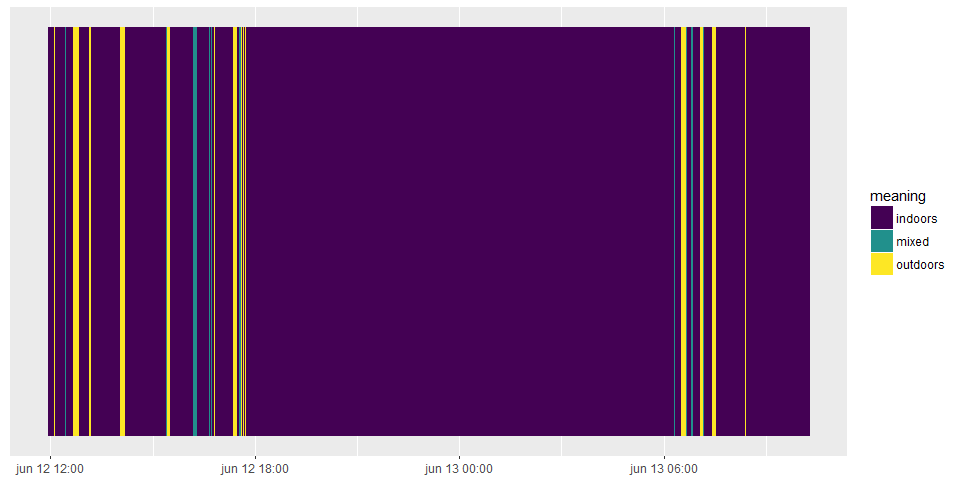 meaning
indoors
mixed
outdoors
jun 12 12:00
jun 12 18:00
jun 13 00:00
jun 13 06:00